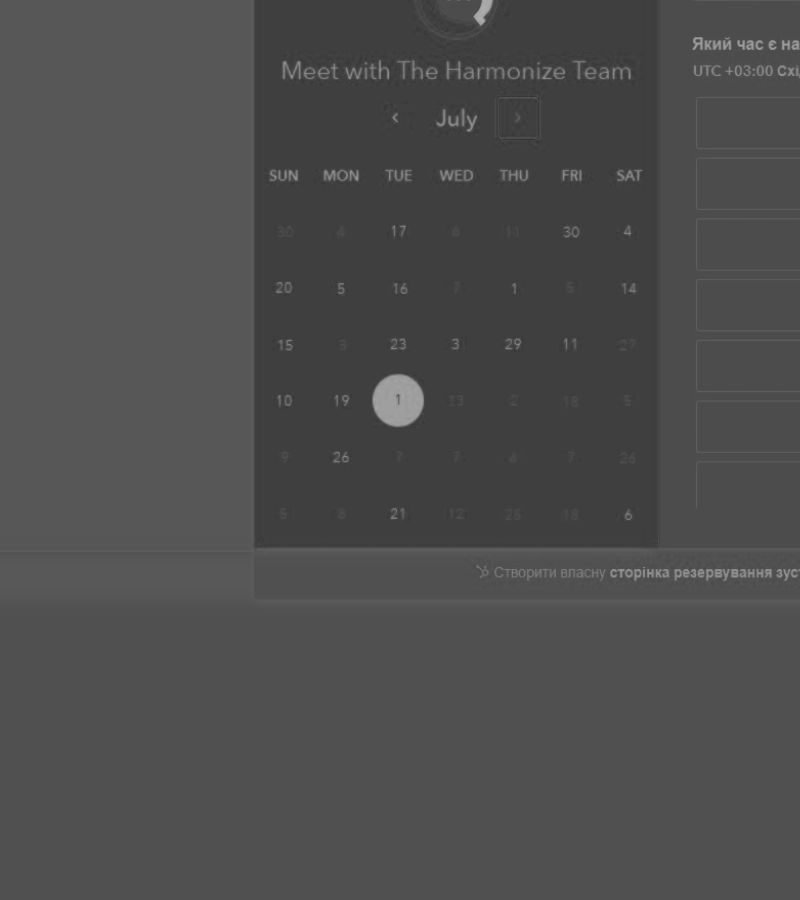 Який час є на
UTC +03:00 Схі
Meet with The Harmonize Team
‹ July ›
SUN MON TUE WED THU FRI SAT
30 4 17 6 11 30 4
20 5 16 7 1 5 14
15 3 23 3 29 11 27
10 19 1 13 2 18 5
9 26 7 7 4 7 26
5 8 21 12 25 18 6
Створити власну сторінка резервування зуст